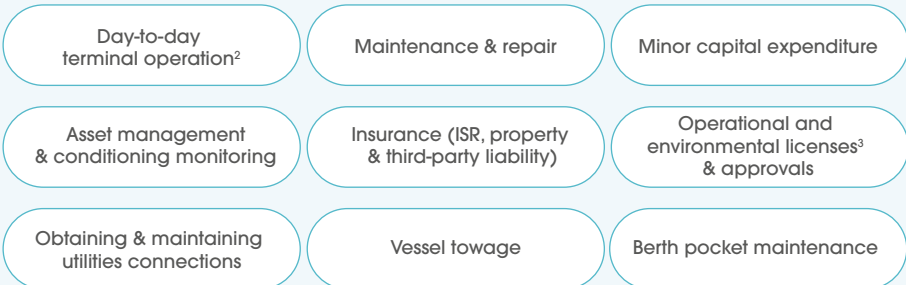 Day-to-day
terminal operation²
Maintenance & repair
Minor capital expenditure
Asset management
& conditioning monitoring
Insurance (ISR, property
& third-party liability)
Operational and
environmental licenses³
& approvals
Obtaining & maintaining
utilities connections
Vessel towage
Berth pocket maintenance